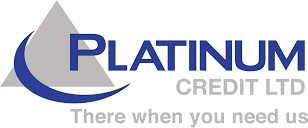 PLATINUM
CREDIT LTD
There when you need us